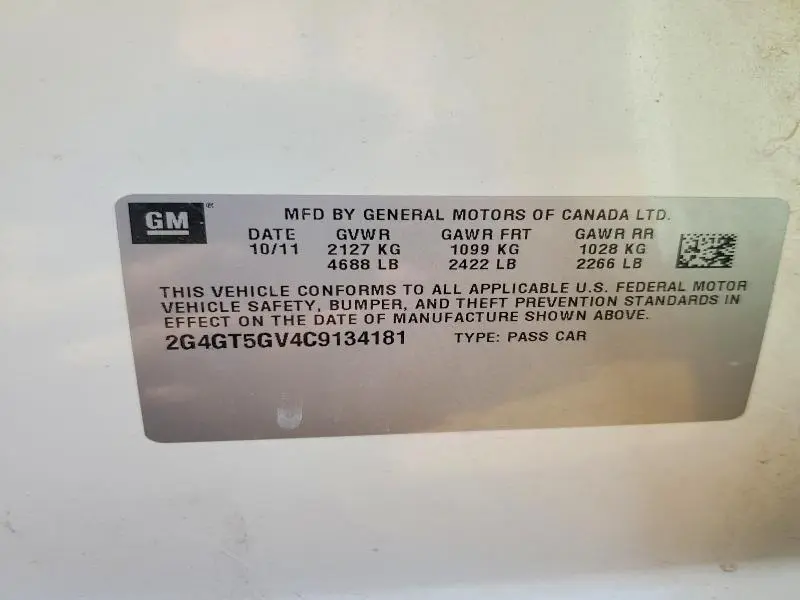 GM®
MFD BY GENERAL MOTORS OF CANADA LTD.
DATE GVWR GAWR FRT GAWR RR
10/11 2127 KG 1099 KG 1028 KG
4688 LB 2422 LB 2266 LB
THIS VEHICLE CONFORMS TO ALL APPLICABLE U.S. FEDERAL MOTOR
VEHICLE SAFETY, BUMPER, AND THEFT PREVENTION STANDARDS IN
EFFECT ON THE DATE OF MANUFACTURE SHOWN ABOVE.
2G4GT5GV4C9134181 TYPE: PASS CAR